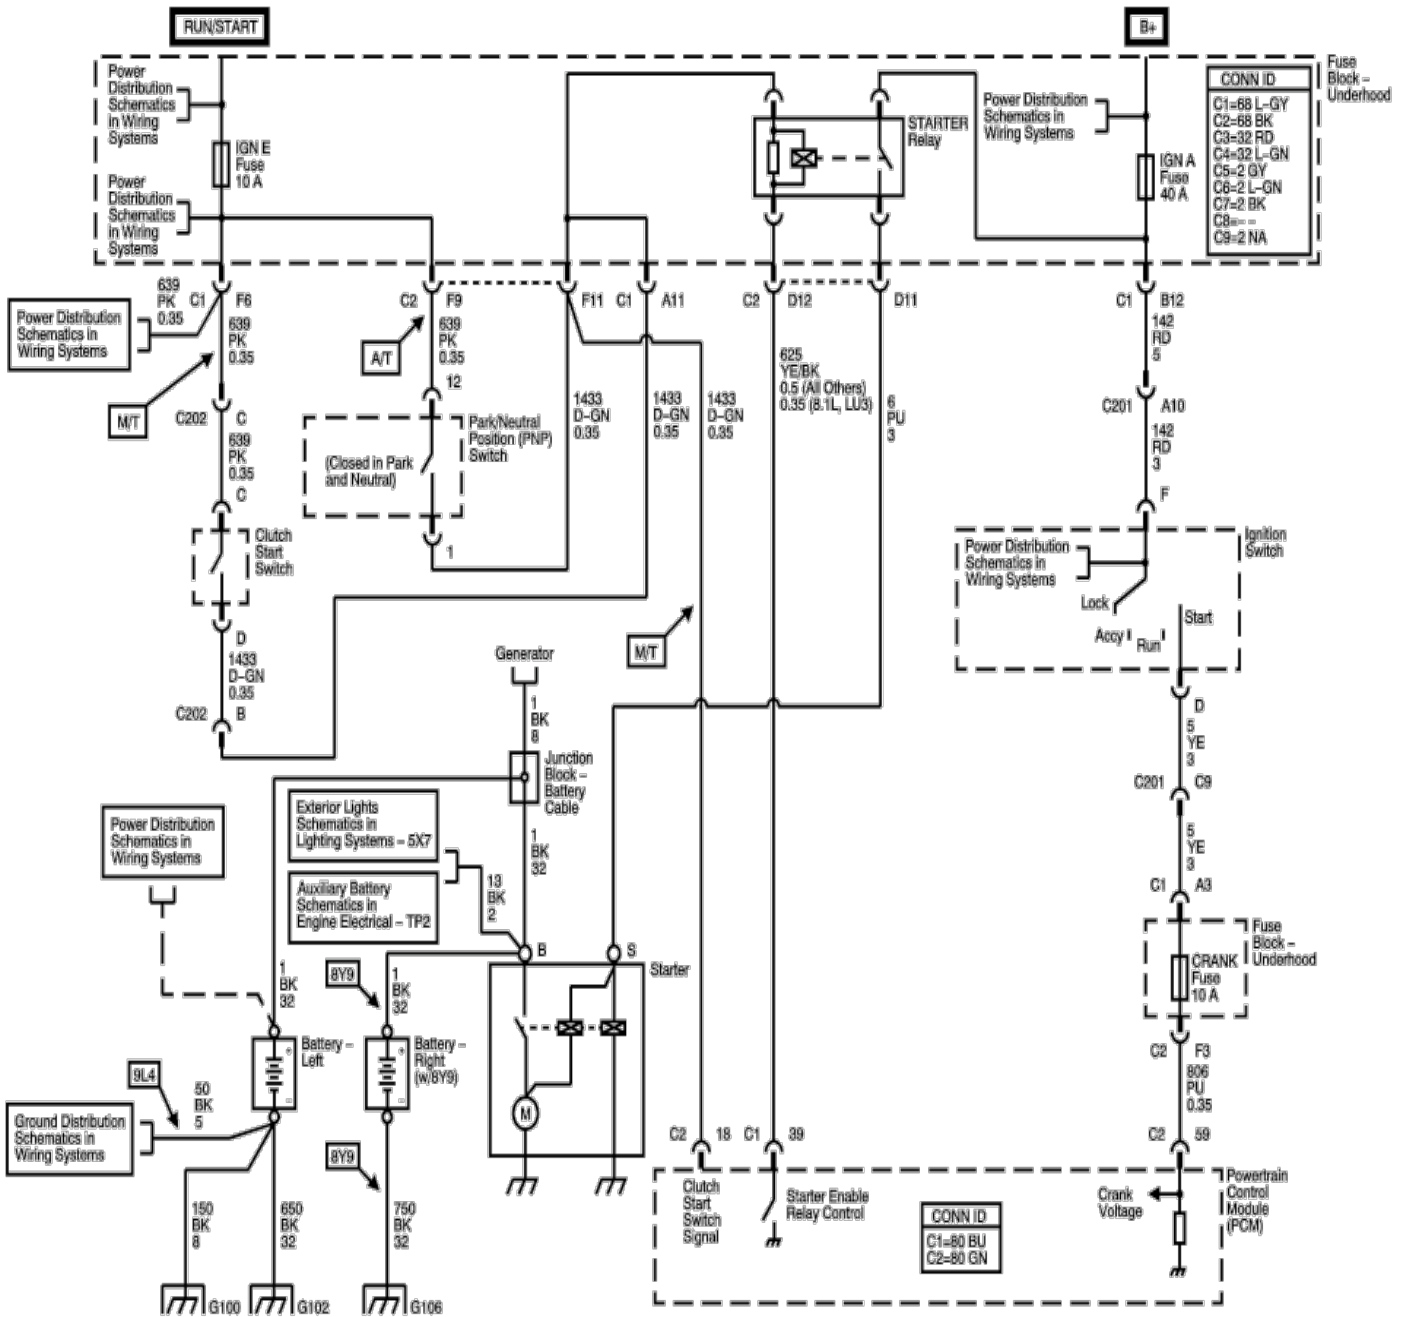 RUN/START
B+
Power
Distribution
Schematics
in Wiring
Systems
IGN E
Fuse
10 A
Power
Distribution
Schematics
in Wiring
Systems
STARTER
Relay
Power Distribution
Schematics in
Wiring Systems
IGN A
Fuse
40 A
CONN ID
C1=68 L-GY
C2=68 BK
C3=32 RD
C4=32 L-GN
C5=2 GY
C6=2 L-GN
C7=2 BK
C8=--
C9=2 NA
Fuse
Block -
Underhood
639
PK
0.35
C1 F6
C2 F9
F11 C1 A11
C2 D12
D11
C1 B12
Power Distribution
Schematics in
Wiring Systems
639
PK
0.35
M/T
A/T
639
PK
0.35
12
C202 C
639
PK
0.35
C
Clutch
Start
Switch
D
1433
D-GN
0.35
C202 B
Park/Neutral
Position (PNP)
Switch
(Closed in Park
and Neutral)
1
1433
D-GN
0.35
1433
D-GN
0.35
1433
D-GN
0.35
M/T
625
YE/BK
0.5 (All Others)
0.35 (8.1L, LU3)
6
PU
3
142
RD
5
C201 A10
142
RD
3
F
Ignition
Switch
Power Distribution
Schematics in
Wiring Systems
Lock
Accy
Run
Start
D
5
YE
3
C201 C9
5
YE
3
C1 A3
Fuse
Block -
Underhood
CRANK
Fuse
10 A
C2 F3
806
PU
0.35
C2 59
Generator
1
BK
8
Junction
Block -
Battery
Cable
1
BK
32
Exterior Lights
Schematics in
Lighting Systems - 5X7
Auxiliary Battery
Schematics in
Engine Electrical - TP2
13
BK
2
B
S
Starter
M
Power Distribution
Schematics in
Wiring Systems
1
BK
32
8Y9
1
BK
32
Battery -
Left
Battery -
Right
(w/8Y9)
9L4
50
BK
5
Ground Distribution
Schematics in
Wiring Systems
8Y9
150
BK
8
650
BK
32
750
BK
32
G100
G102
G106
C2 18
C1 39
Clutch
Start
Switch
Signal
Starter Enable
Relay Control
CONN ID
C1=80 BU
C2=80 GN
Crank
Voltage
Powertrain
Control
Module
(PCM)